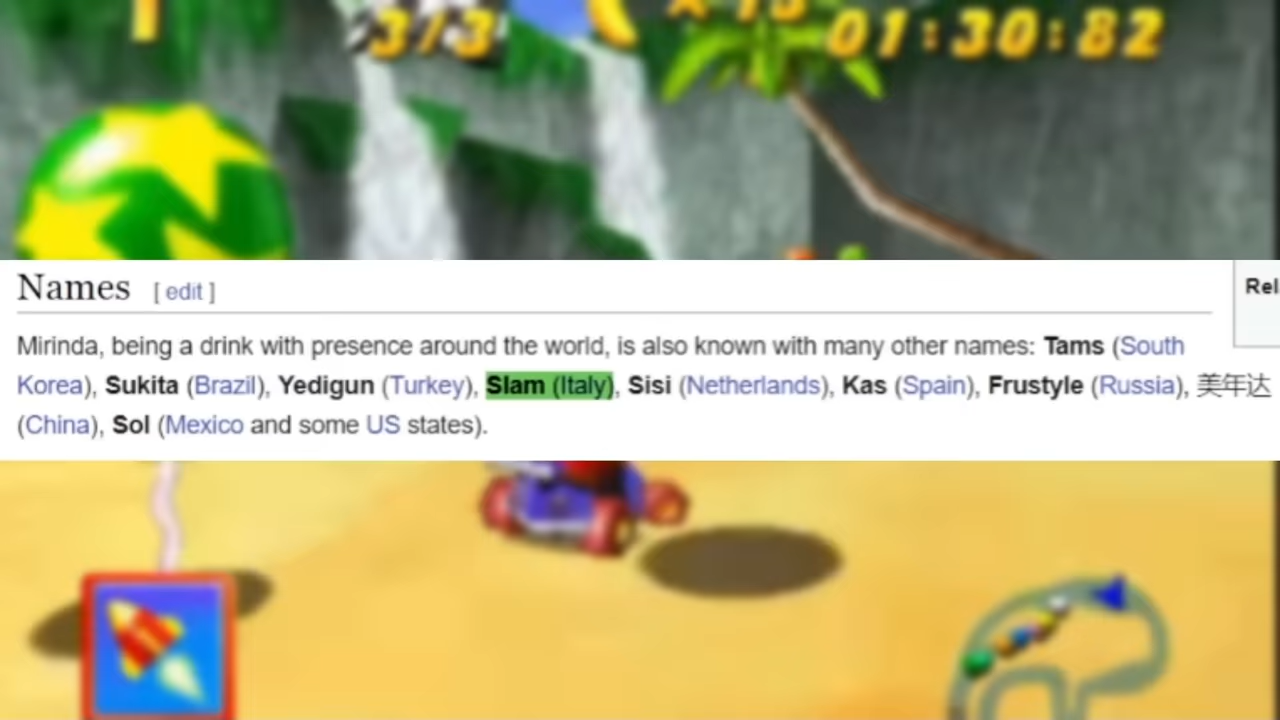 3/3
01:30:82
Names [ edit ]
Rel
Mirinda, being a drink with presence around the world, is also known with many other names: Tams (South
Korea), Sukita (Brazil), Yedigun (Turkey), Slam (Italy), Sisi (Netherlands), Kas (Spain), Frustyle (Russia), 美年达
(China), Sol (Mexico and some US states).